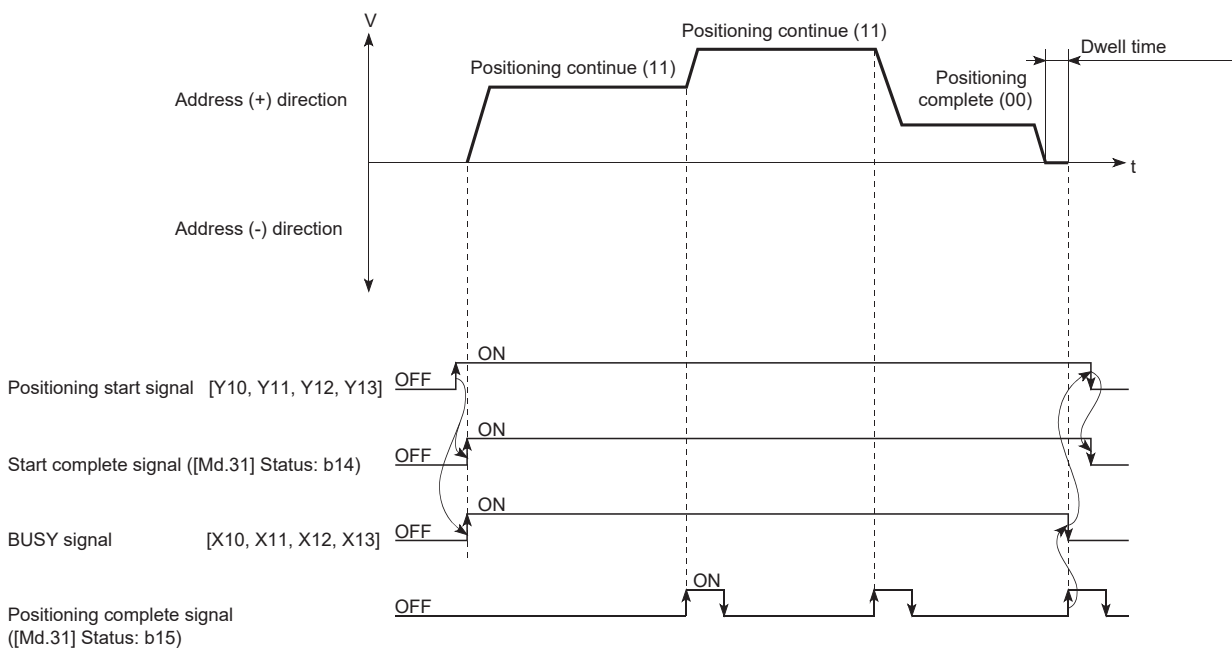 V
Positioning continue (11)
Dwell time
Positioning continue (11)
Positioning
complete (00)
Address (+) direction
t
Address (-) direction
ON
Positioning start signal [Y10, Y11, Y12, Y13] OFF
ON
Start complete signal ([Md.31] Status: b14) OFF
ON
BUSY signal [X10, X11, X12, X13] OFF
ON
Positioning complete signal OFF
([Md.31] Status: b15)